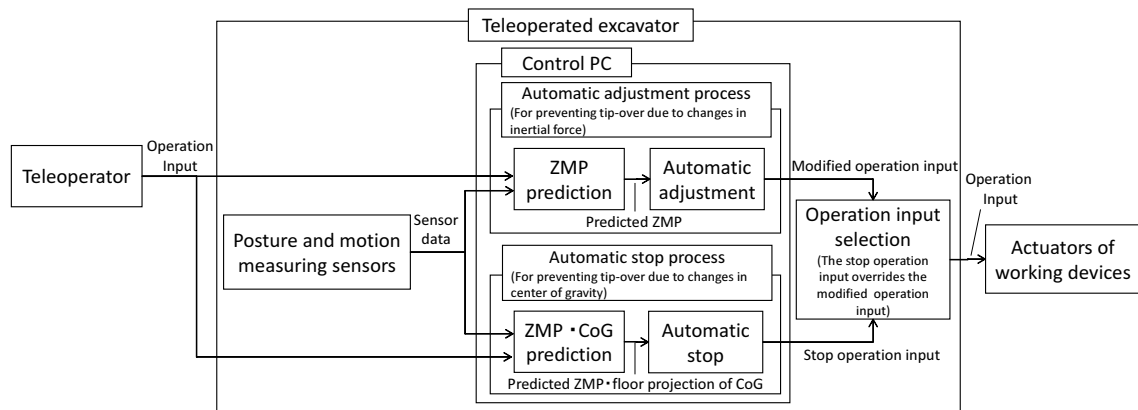 Teleoperated excavator
Control PC
Automatic adjustment process
(For preventing tip-over due to changes in
inertial force)
Operation
Input
Teleoperator
ZMP
prediction
Automatic
adjustment
Modified operation input
Predicted ZMP
Operation
Input
Posture and motion
measuring sensors
Sensor
data
Operation input
selection
(The stop operation
input overrides the
modified operation
input)
Actuators of
working devices
Automatic stop process
(For preventing tip-over due to changes in
center of gravity)
ZMP・CoG
prediction
Automatic
stop
Stop operation input
Predicted ZMP・floor projection of CoG